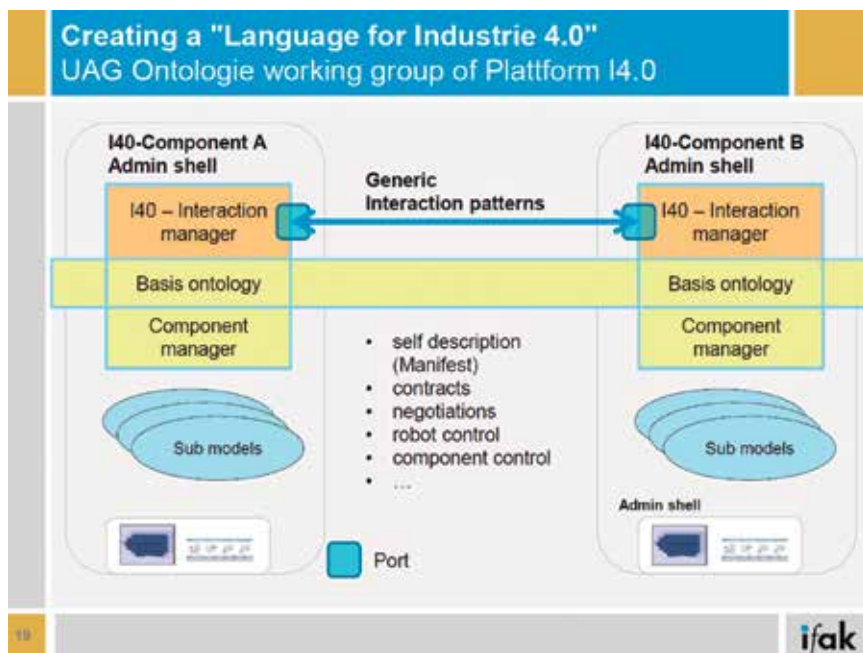 Creating a "Language for Industrie 4.0"
UAG Ontologie working group of Plattform I4.0
I40-Component A
Admin shell
I40 – Interaction
manager
Basis ontology
Component
manager
Sub models
Generic
Interaction patterns
• self description
(Manifest)
• contracts
• negotiations
• robot control
• component control
• ...
Port
I40-Component B
Admin shell
I40 – Interaction
manager
Basis ontology
Component
manager
Sub models
Admin shell
19
ifak